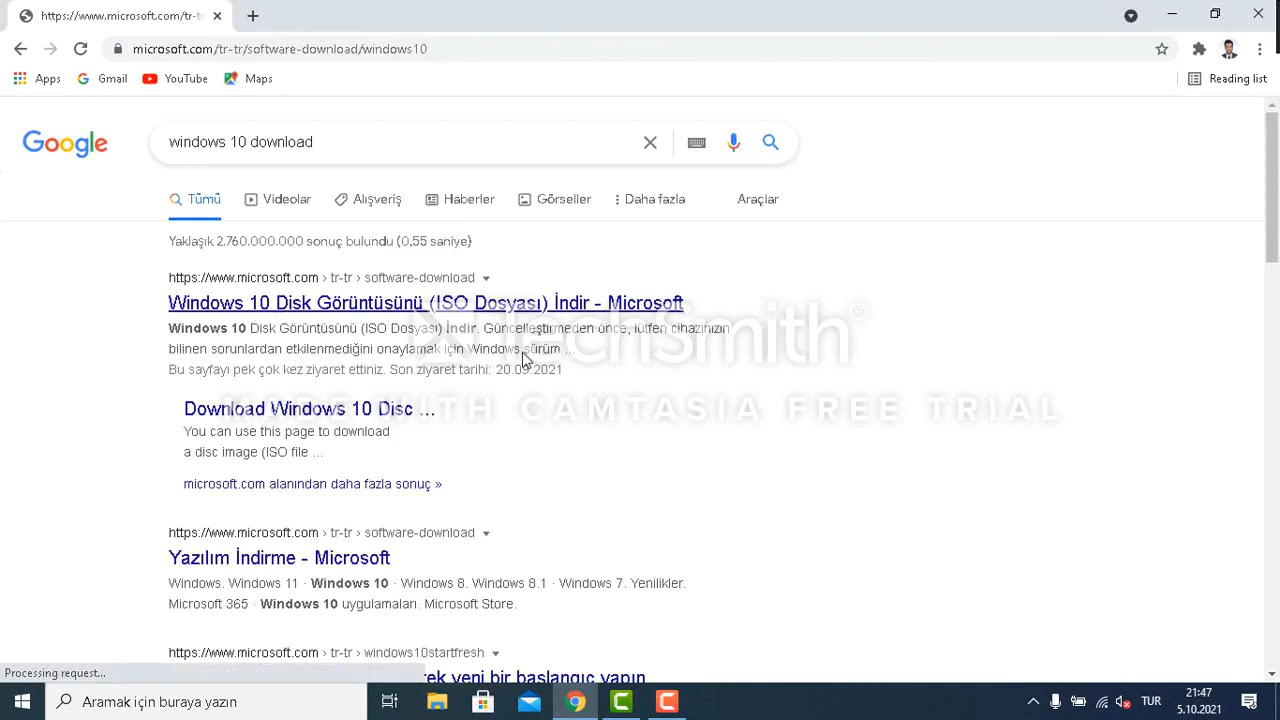 https://www.microsoft.com/tr-tr
microsoft.com/tr-tr/software-download/windows10
Apps Gmail YouTube Maps Reading list
Google windows 10 download
Tümü Videolar Alışveriş Haberler Görseller Daha fazla Araçlar
Yaklaşık 2.760.000.000 sonuç bulundu (0,55 saniye)
https://www.microsoft.com › tr-tr › software-download
Windows 10 Disk Görüntüsünü (ISO Dosyası) İndir - Microsoft
Windows 10 Disk Görüntüsünü (ISO Dosyası) İndir. Güncelleştirmeden önce, lütfen cihazınızın
bilinen sorunlardan etkilenmediğini onaylamak için Windows sürüm ...
Bu sayfayı pek çok kez ziyaret ettiniz. Son ziyaret tarihi: 20.09.2021
TechSmith®
MADE WITH CAMTASIA FREE TRIAL
Download Windows 10 Disc ...
You can use this page to download
a disc image (ISO file ...
microsoft.com alanından daha fazla sonuç »
https://www.microsoft.com › tr-tr › software-download
Yazılım İndirme - Microsoft
Windows. Windows 11 · Windows 10 · Windows 8. Windows 8.1 · Windows 7. Yenilikler.
Microsoft 365 · Windows 10 uygulamaları. Microsoft Store.
https://www.microsoft.com › tr-tr › windows10startfresh
Processing request...
rek yeni bir başlangıç yapın
Aramak için buraya yazın TUR 21:47
5.10.2021